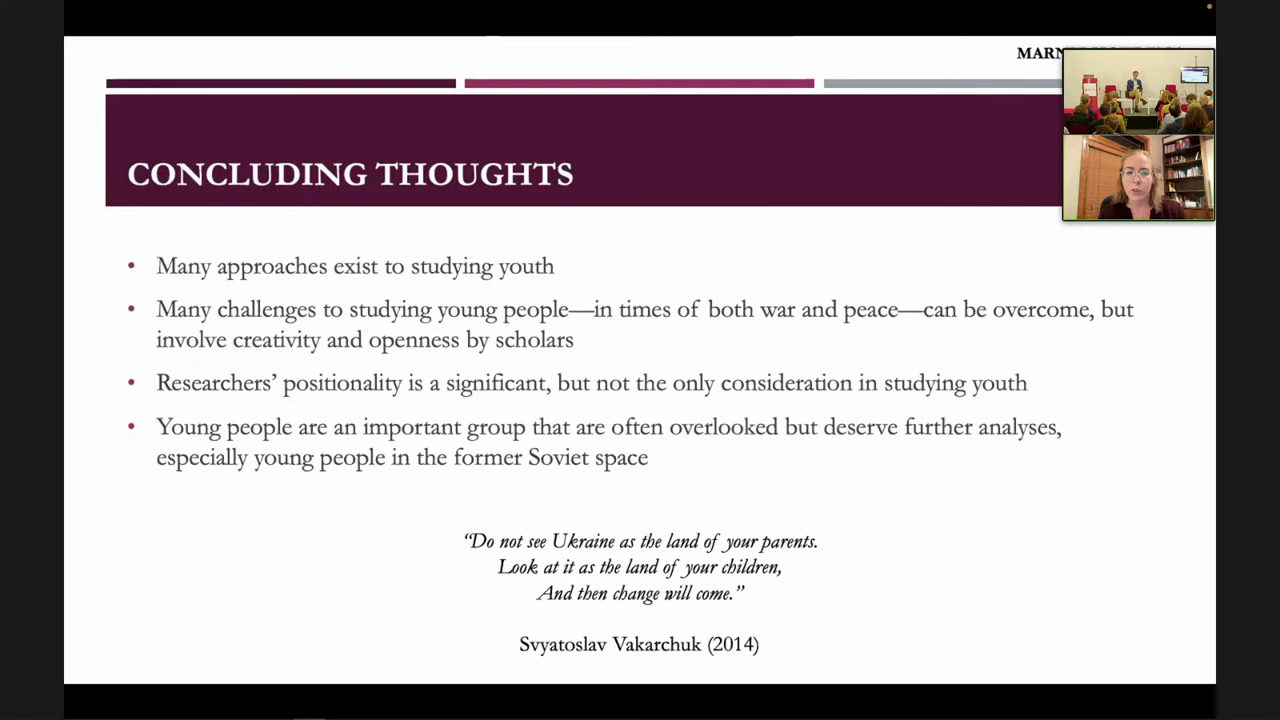 CONCLUDING THOUGHTS
• Many approaches exist to studying youth
• Many challenges to studying young people—in times of both war and peace—can be overcome, but
involve creativity and openness by scholars
• Researchers’ positionality is a significant, but not the only consideration in studying youth
• Young people are an important group that are often overlooked but deserve further analyses,
especially young people in the former Soviet space
“Do not see Ukraine as the land of your parents.
Look at it as the land of your children,
And then change will come.”
Svyatoslav Vakarchuk (2014)